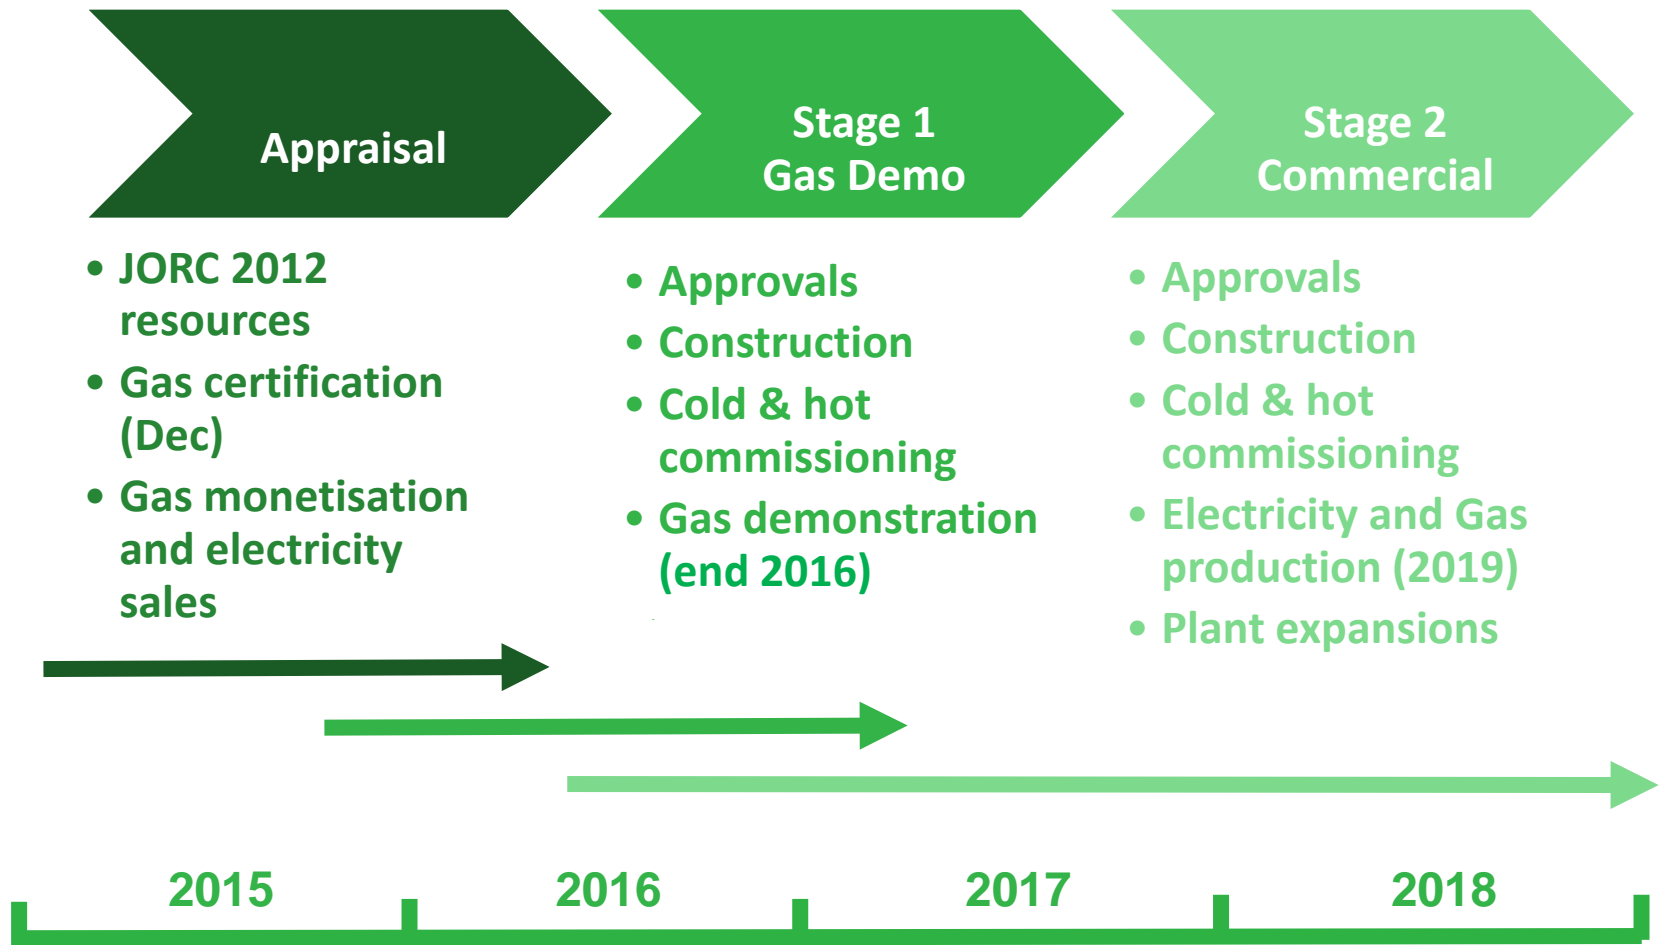 Appraisal
• JORC 2012
resources
• Gas certification
(Dec)
• Gas monetisation
and electricity
sales
Stage 1
Gas Demo
• Approvals
• Construction
• Cold & hot
commissioning
• Gas demonstration
(end 2016)
Stage 2
Commercial
• Approvals
• Construction
• Cold & hot
commissioning
• Electricity and Gas
production (2019)
• Plant expansions
2015
2016
2017
2018